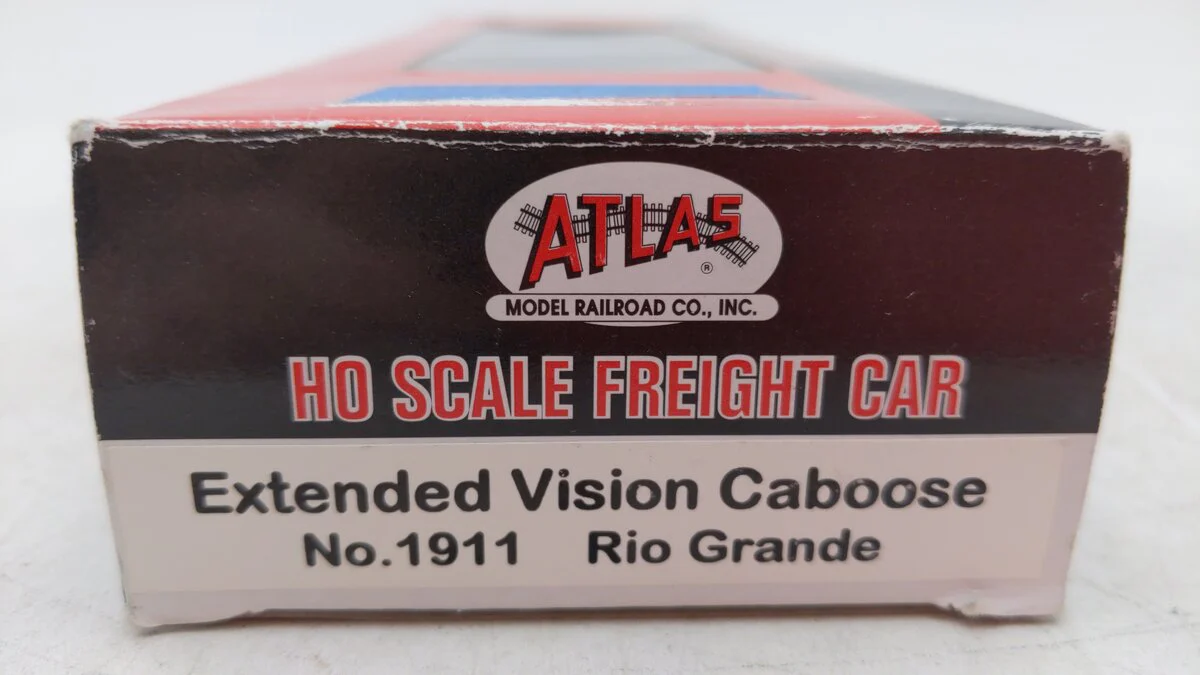 ATLAS
®
MODEL RAILROAD CO., INC.
HO SCALE FREIGHT CAR
Extended Vision Caboose
No.1911 Rio Grande